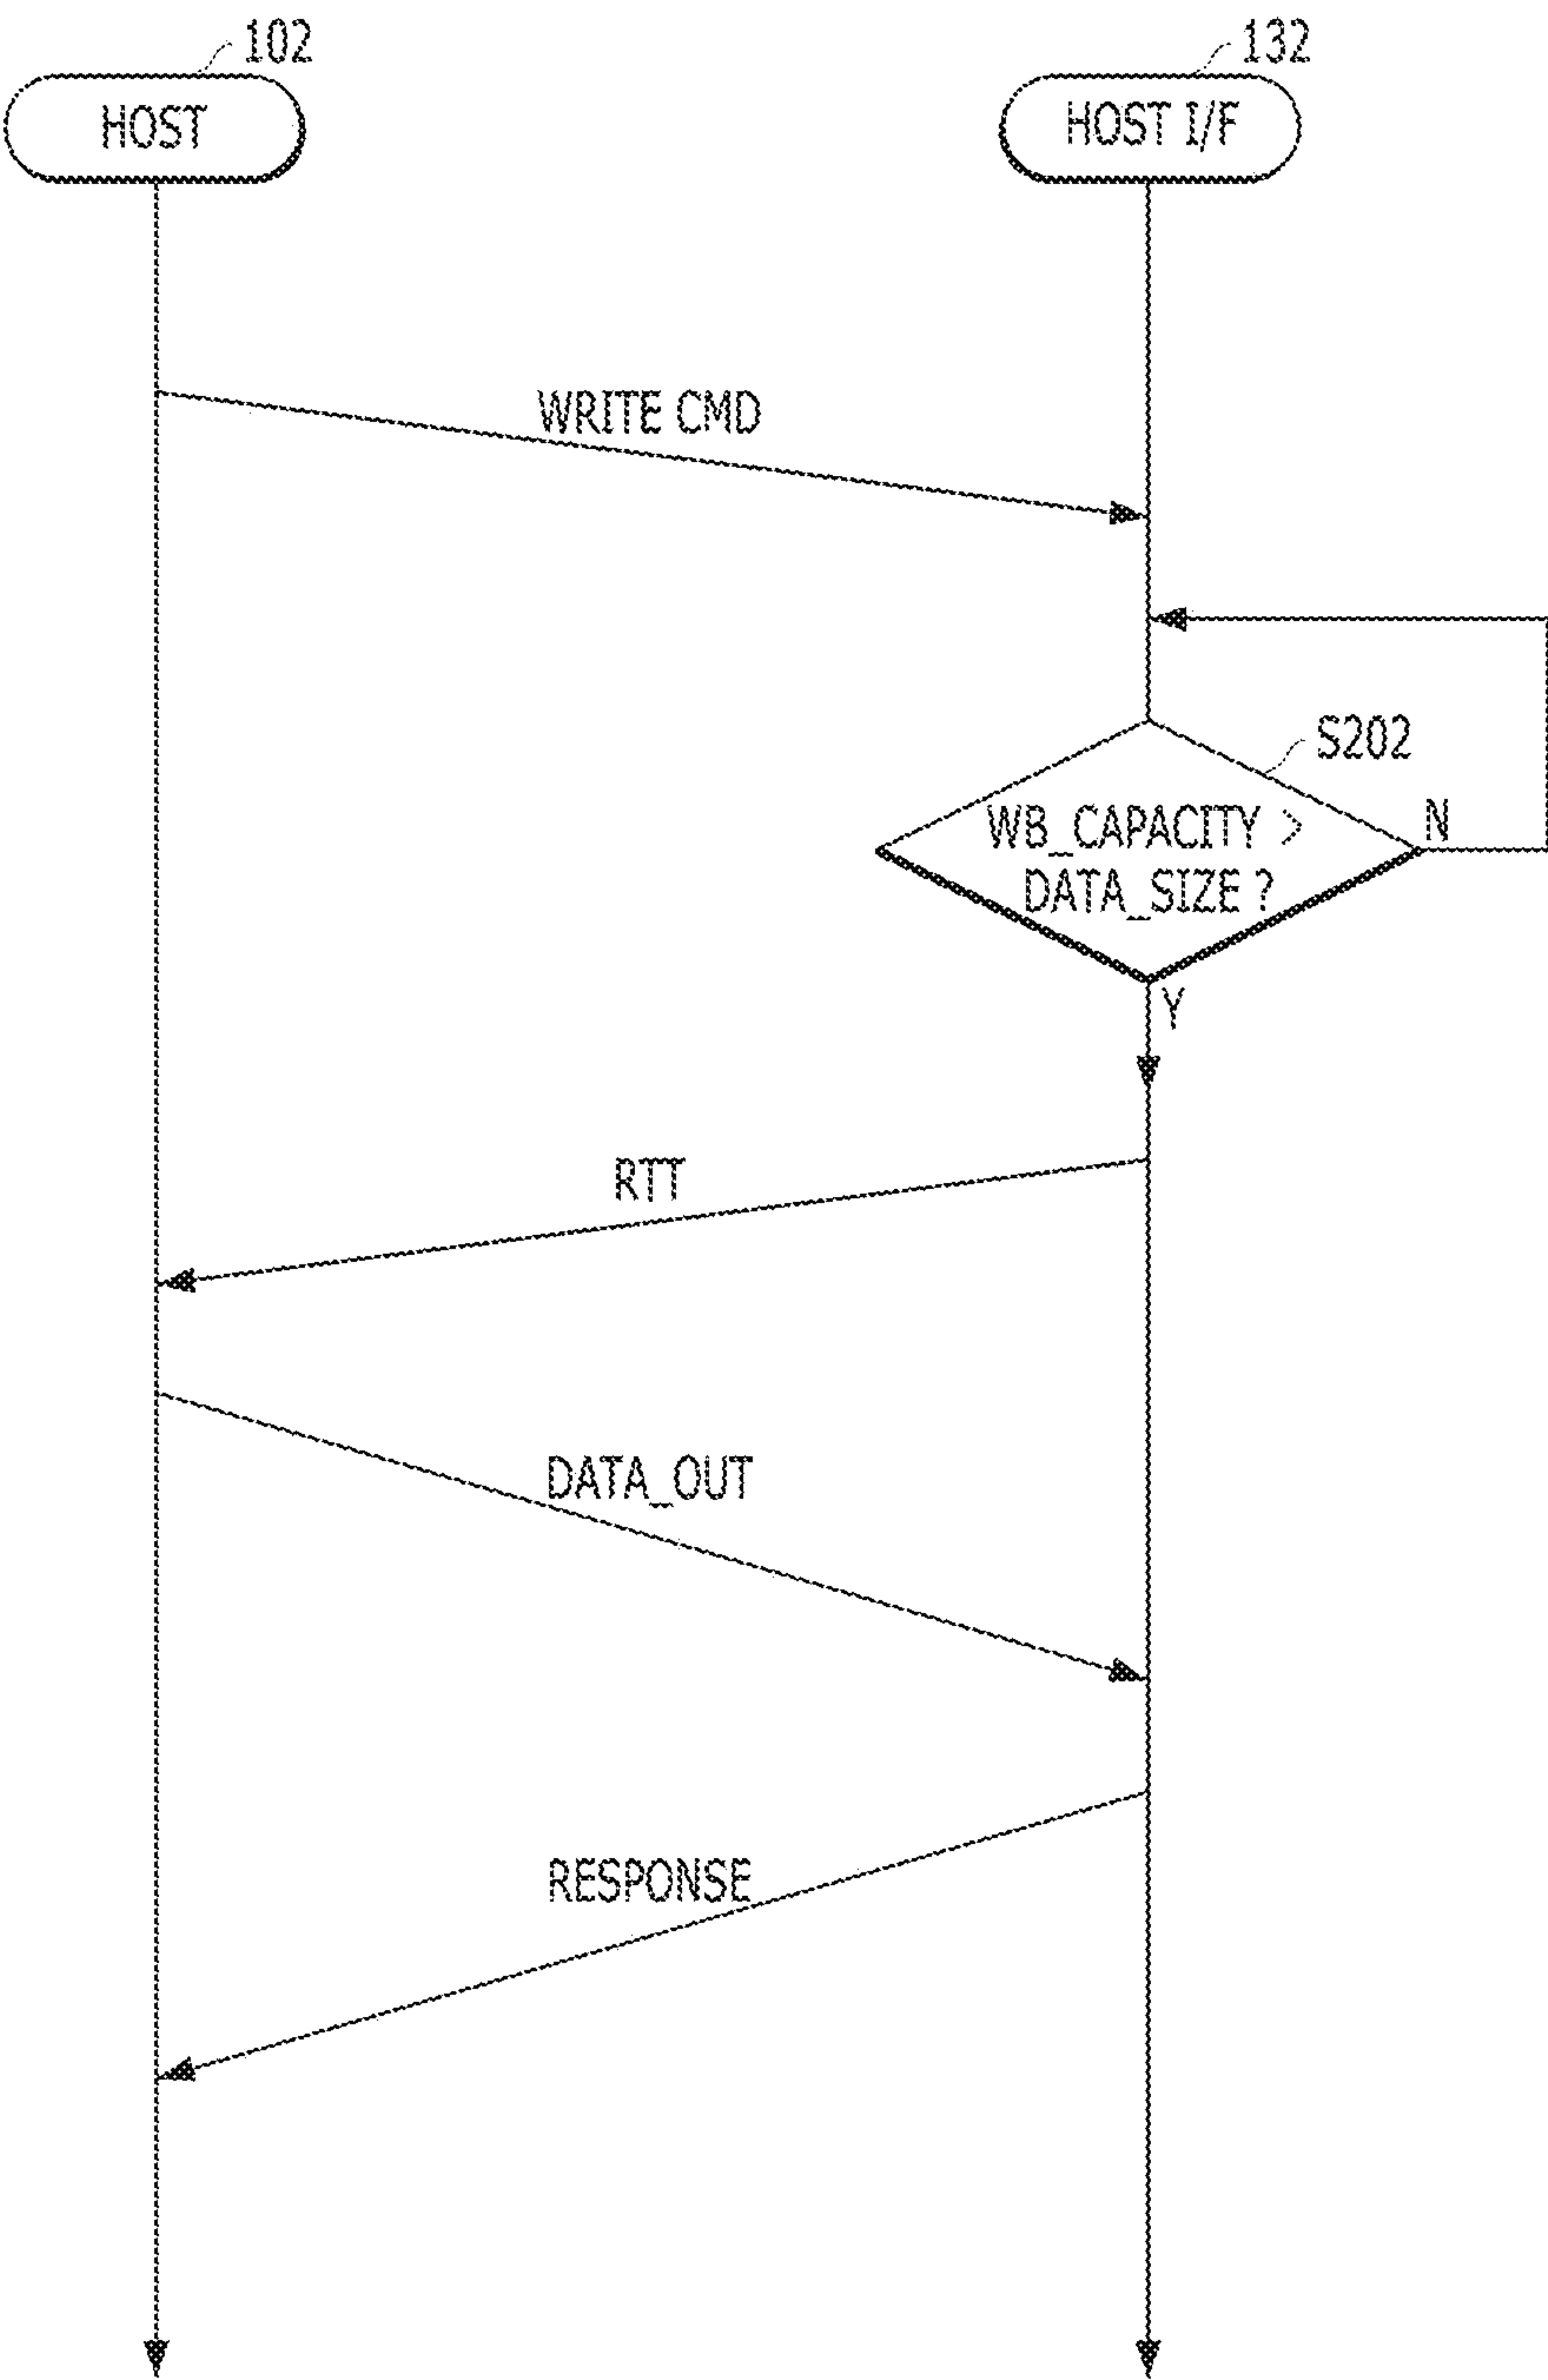 102
132
HOST
HOST I/F
WRITE CMD
S202
WB_CAPACITY >
N
DATA_SIZE ?
Y
RTT
DATA_OUT
RESPONSE